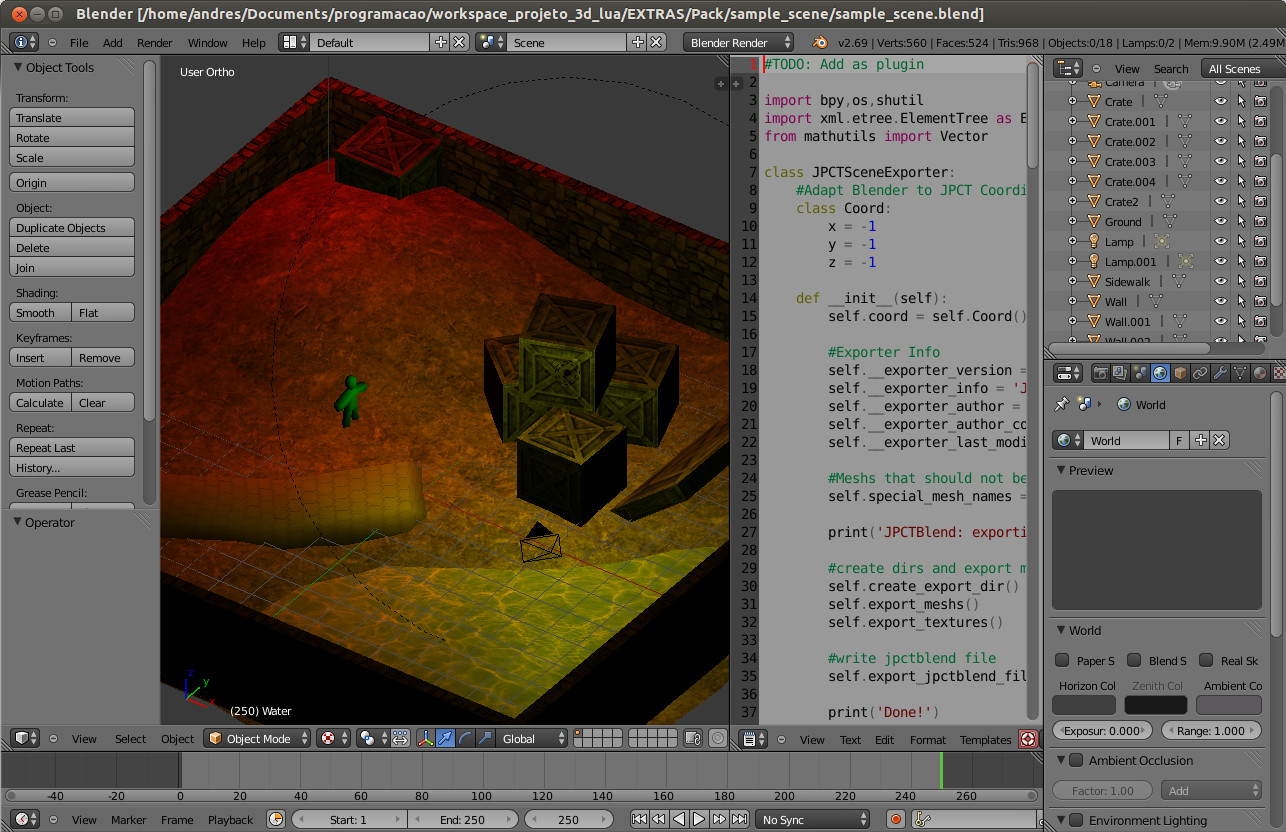 Blender [/home/andres/Documents/programacao/workspace_projeto_3d_lua/EXTRAS/Pack/sample_scene/sample_scene.blend]
File Add Render Window Help Default Scene Blender Render v2.69 | Verts:560 | Faces:524 | Tris:968 | Objects:0/18 | Lamps:0/2 | Mem:9.90M (2.49M
Object Tools
Transform:
Translate
Rotate
Scale
Origin
Object:
Duplicate Objects
Delete
Join
Shading:
Smooth Flat
Keyframes:
Insert Remove
Motion Paths:
Calculate Clear
Repeat:
Repeat Last
History...
Grease Pencil:
Operator
User Ortho
z
y
x
(250) Water
View Select Object Object Mode Global
1 #TODO: Add as plugin
2
3 import bpy,os,shutil
4 import xml.etree.ElementTree as E
5 from mathutils import Vector
6
7 class JPCTSceneExporter:
8 #Adapt Blender to JPCT Coordi
9 class Coord:
10 x = -1
11 y = -1
12 z = -1
13
14 def __init__(self):
15 self.coord = self.Coord()
16
17 #Exporter Info
18 self.__exporter_version =
19 self.__exporter_info = 'J
20 self.__exporter_author =
21 self.__exporter_author_co
22 self.__exporter_last_modi
23
24 #Meshs that should not be
25 self.special_mesh_names =
26
27 print('JPCTBlend: exporti
28
29 #create dirs and export m
30 self.create_export_dir()
31 self.export_meshs()
32 self.export_textures()
33
34 #write jpctblend file
35 self.export_jpctblend_fil
36
37 print('Done!')
View Text Edit Format Templates
View Search All Scenes
Camera
Crate
Crate.001
Crate.002
Crate.003
Crate.004
Crate2
Ground
Lamp
Lamp.001
Sidewalk
Wall
Wall.001
Wall.002
World
World F
Preview
World
Paper S Blend S Real Sk
Horizon Col Zenith Col Ambient Co
Exposur: 0.000 Range: 1.000
Ambient Occlusion
Factor: 1.00 Add
Environment Lighting
-40 -20 0 20 40 60 80 100 120 140 160 180 200 220 240 260
View Marker Frame Playback Start: 1 End: 250 250 No Sync